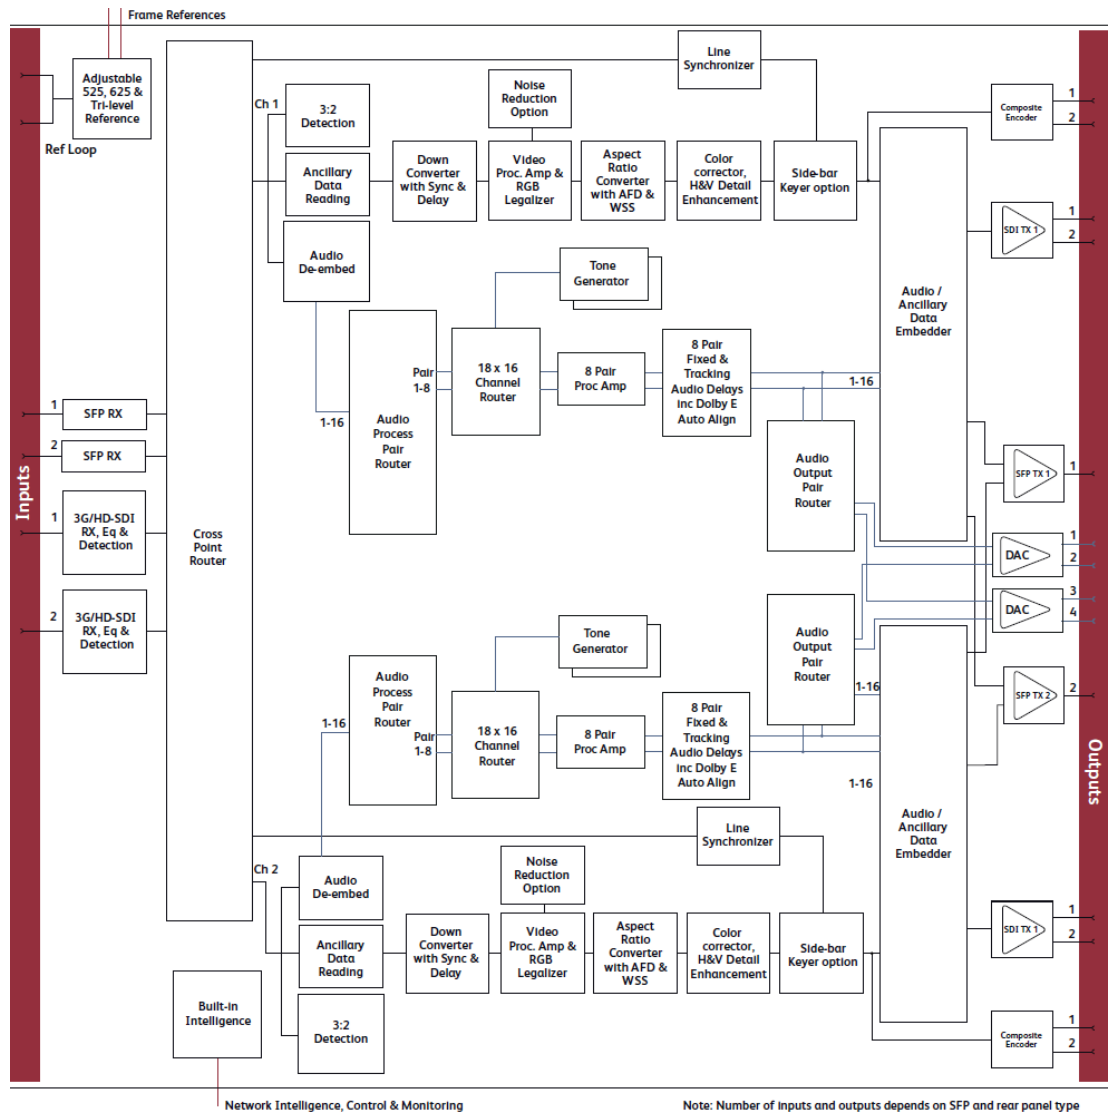 Frame References
Adjustable
525, 625 &
Tri-level
Reference
Ref Loop
Line
Synchronizer
Ch 1
3:2
Detection
Noise
Reduction
Option
Composite
Encoder
1
2
Ancillary
Data
Reading
Down
Converter
with Sync &
Delay
Video
Proc. Amp &
RGB
Legalizer
Aspect
Ratio
Converter
with AFD &
WSS
Color
corrector,
H&V Detail
Enhancement
Side-bar
Keyer option
SDI TX 1
1
2
Audio
De-embed
Tone
Generator
Audio /
Ancillary
Data
Embedder
Audio
Process
Pair
Router
Pair
1-8
1-16
18 x 16
Channel
Router
8 Pair
Proc Amp
8 Pair
Fixed &
Tracking
Audio Delays
inc Dolby E
Auto Align
1-16
Inputs
1
SFP RX
2
SFP RX
1
3G/HD-SDI
RX, Eq &
Detection
2
3G/HD-SDI
RX, Eq &
Detection
Cross
Point
Router
Audio
Output
Pair
Router
SFP TX 1
1
DAC
1
2
DAC
3
4
Audio
Output
Pair
Router
1-16
SFP TX 2
2
Outputs
Tone
Generator
Audio
Process
Pair
Router
1-16
Pair
1-8
18 x 16
Channel
Router
8 Pair
Proc Amp
8 Pair
Fixed &
Tracking
Audio Delays
inc Dolby E
Auto Align
1-16
Audio /
Ancillary
Data
Embedder
Line
Synchronizer
Ch 2
Audio
De-embed
Noise
Reduction
Option
Ancillary
Data
Reading
Down
Converter
with Sync &
Delay
Video
Proc. Amp &
RGB
Legalizer
Aspect
Ratio
Converter
with AFD &
WSS
Color
corrector,
H&V Detail
Enhancement
Side-bar
Keyer option
SDI TX 1
1
2
Built-in
Intelligence
3:2
Detection
Composite
Encoder
1
2
Network Intelligence, Control & Monitoring
Note: Number of inputs and outputs depends on SFP and rear panel type